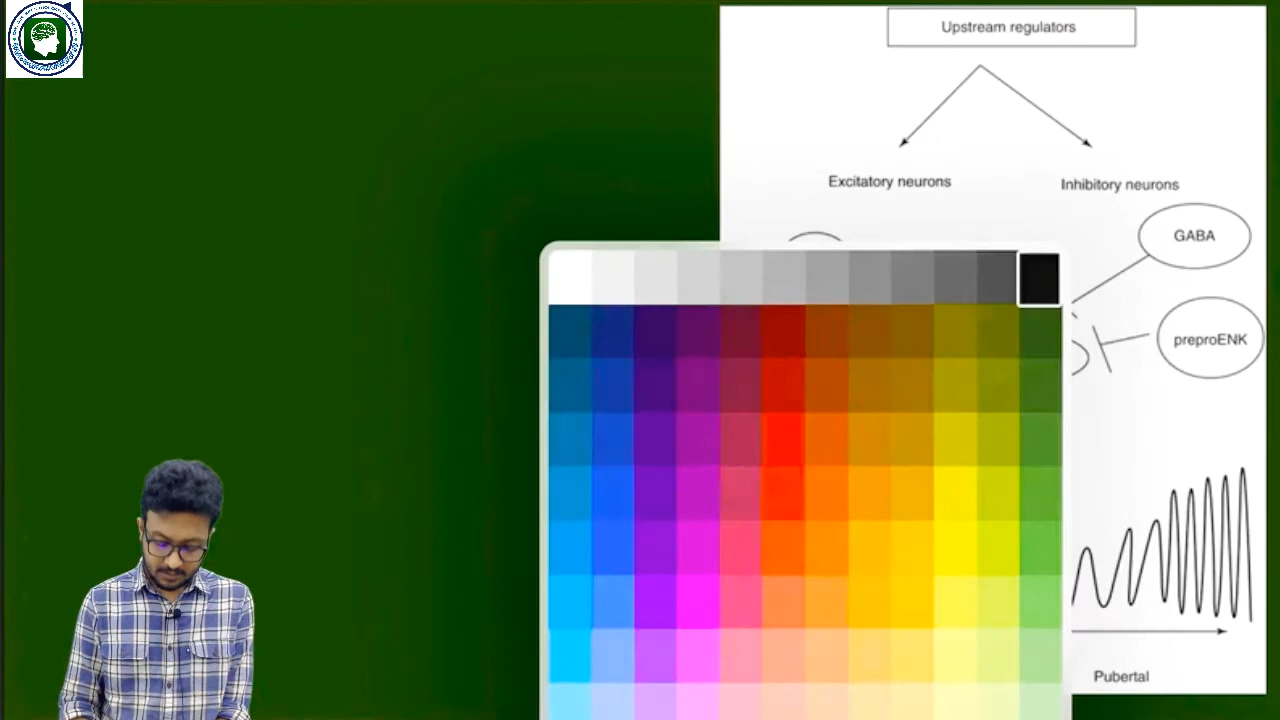 Upstream regulators
Excitatory neurons
Inhibitory neurons
GABA
preproENK
Pubertal